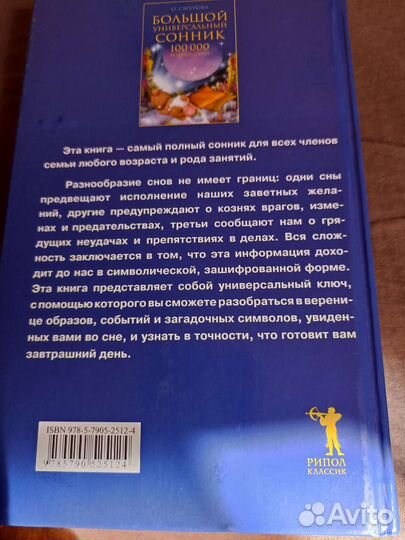 О. СМУРОВА
БОЛЬШОЙ
УНИВЕРСАЛЬНЫЙ
СОННИК
100 000
Эта книга — самый полный сонник для всех членов
семьи любого возраста и рода занятий.
Разнообразие снов не имеет границ: одни сны
предвещают исполнение наших заветных жела-
ний, другие предупреждают о кознях врагов, изме-
нах и предательствах, третьи сообщают нам о гря-
дущих неудачах и препятствиях в делах. Вся слож-
ность заключается в том, что эта информация дохо-
дит до нас в символической, зашифрованной форме.
Эта книга представляет собой универсальный ключ,
с помощью которого вы сможете разобраться в верени-
це образов, событий и загадочных символов, увиден-
ных вами во сне, и узнать в точности, что готовит вам
завтрашний день.
ISBN 978-5-7905-2512-4
9785790525124
РИПОЛ
КЛАССИК
Avito